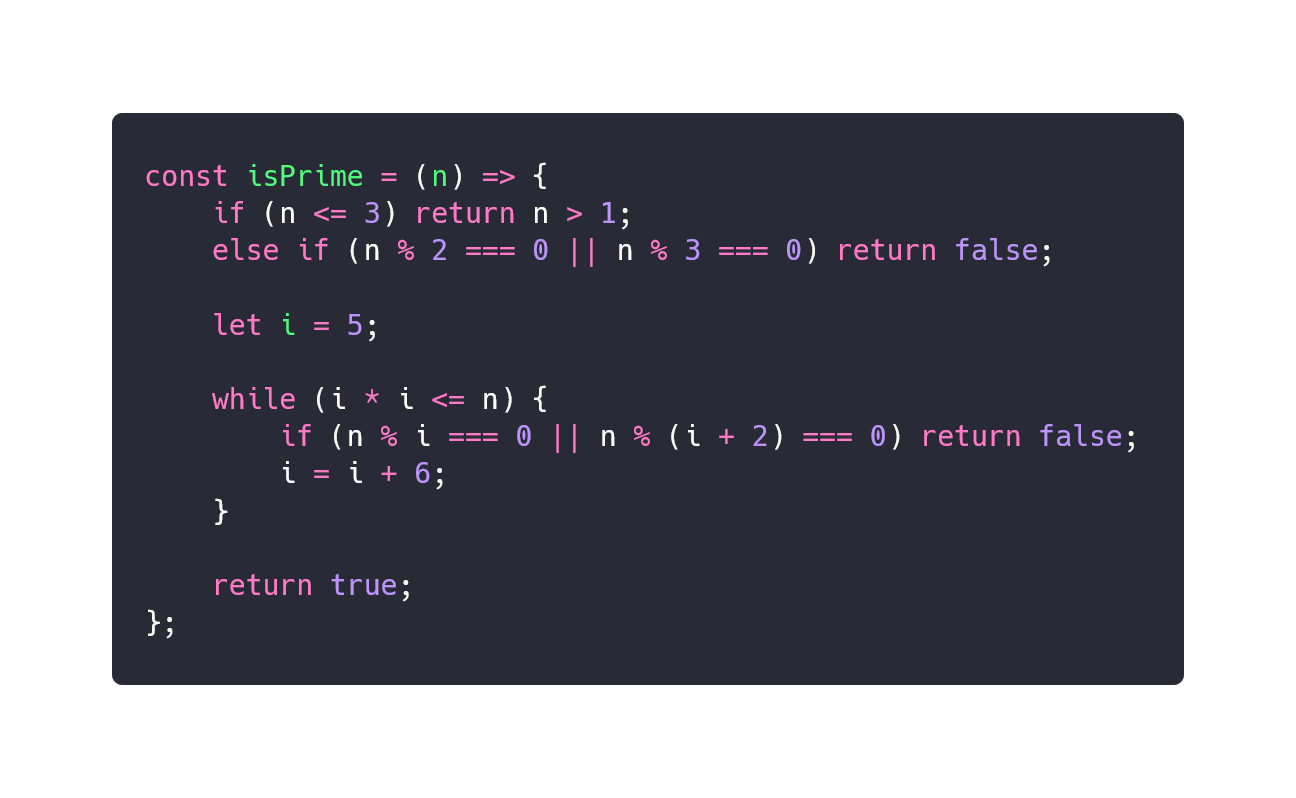 const isPrime = (n) => {
    if (n <= 3) return n > 1;
    else if (n % 2 === 0 || n % 3 === 0) return false;

    let i = 5;

    while (i * i <= n) {
        if (n % i === 0 || n % (i + 2) === 0) return false;
        i = i + 6;
    }

    return true;
};